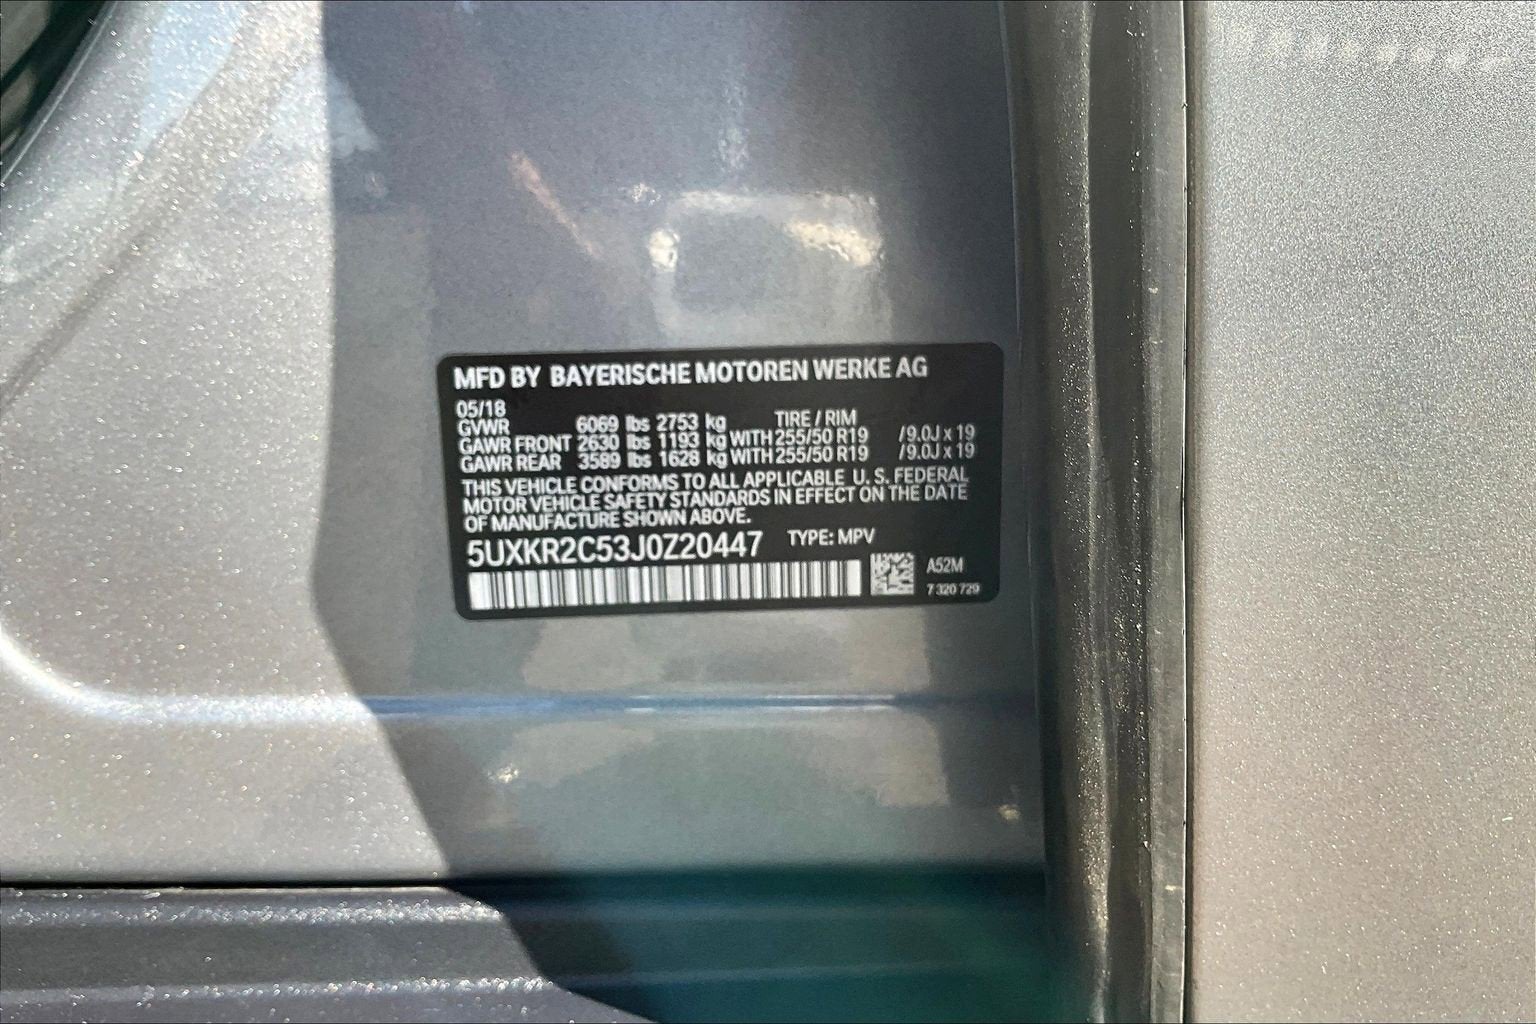 MFD BY BAYERISCHE MOTOREN WERKE AG
05/18
GVWR 6069 lbs 2753 kg TIRE / RIM
GAWR FRONT 2630 lbs 1193 kg WITH 255/50 R19 /9.0J x 19
GAWR REAR 3589 lbs 1628 kg WITH 255/50 R19 /9.0J x 19
THIS VEHICLE CONFORMS TO ALL APPLICABLE U. S. FEDERAL
MOTOR VEHICLE SAFETY STANDARDS IN EFFECT ON THE DATE
OF MANUFACTURE SHOWN ABOVE.
5UXKR2C53J0Z20447 TYPE: MPV
A52M
7 320 729